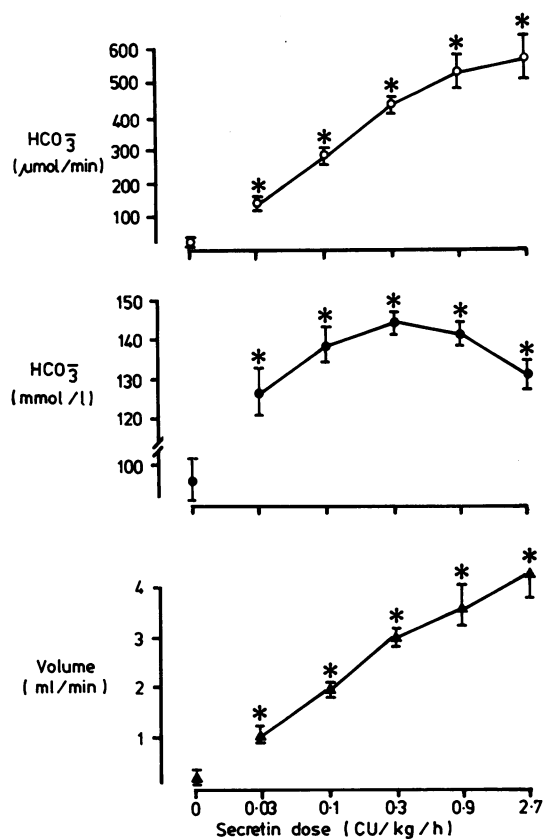 600
500
400
300
200
100
HCO3̄
(µmol/min)
* * * * *
150
140
130
120
100
HCO3̄
(mmol/l)
* * * * *
4
3
2
1
Volume
(ml/min)
* * * * *
0 0·03 0·1 0·3 0·9 2·7
Secretin dose (CU/kg/h)